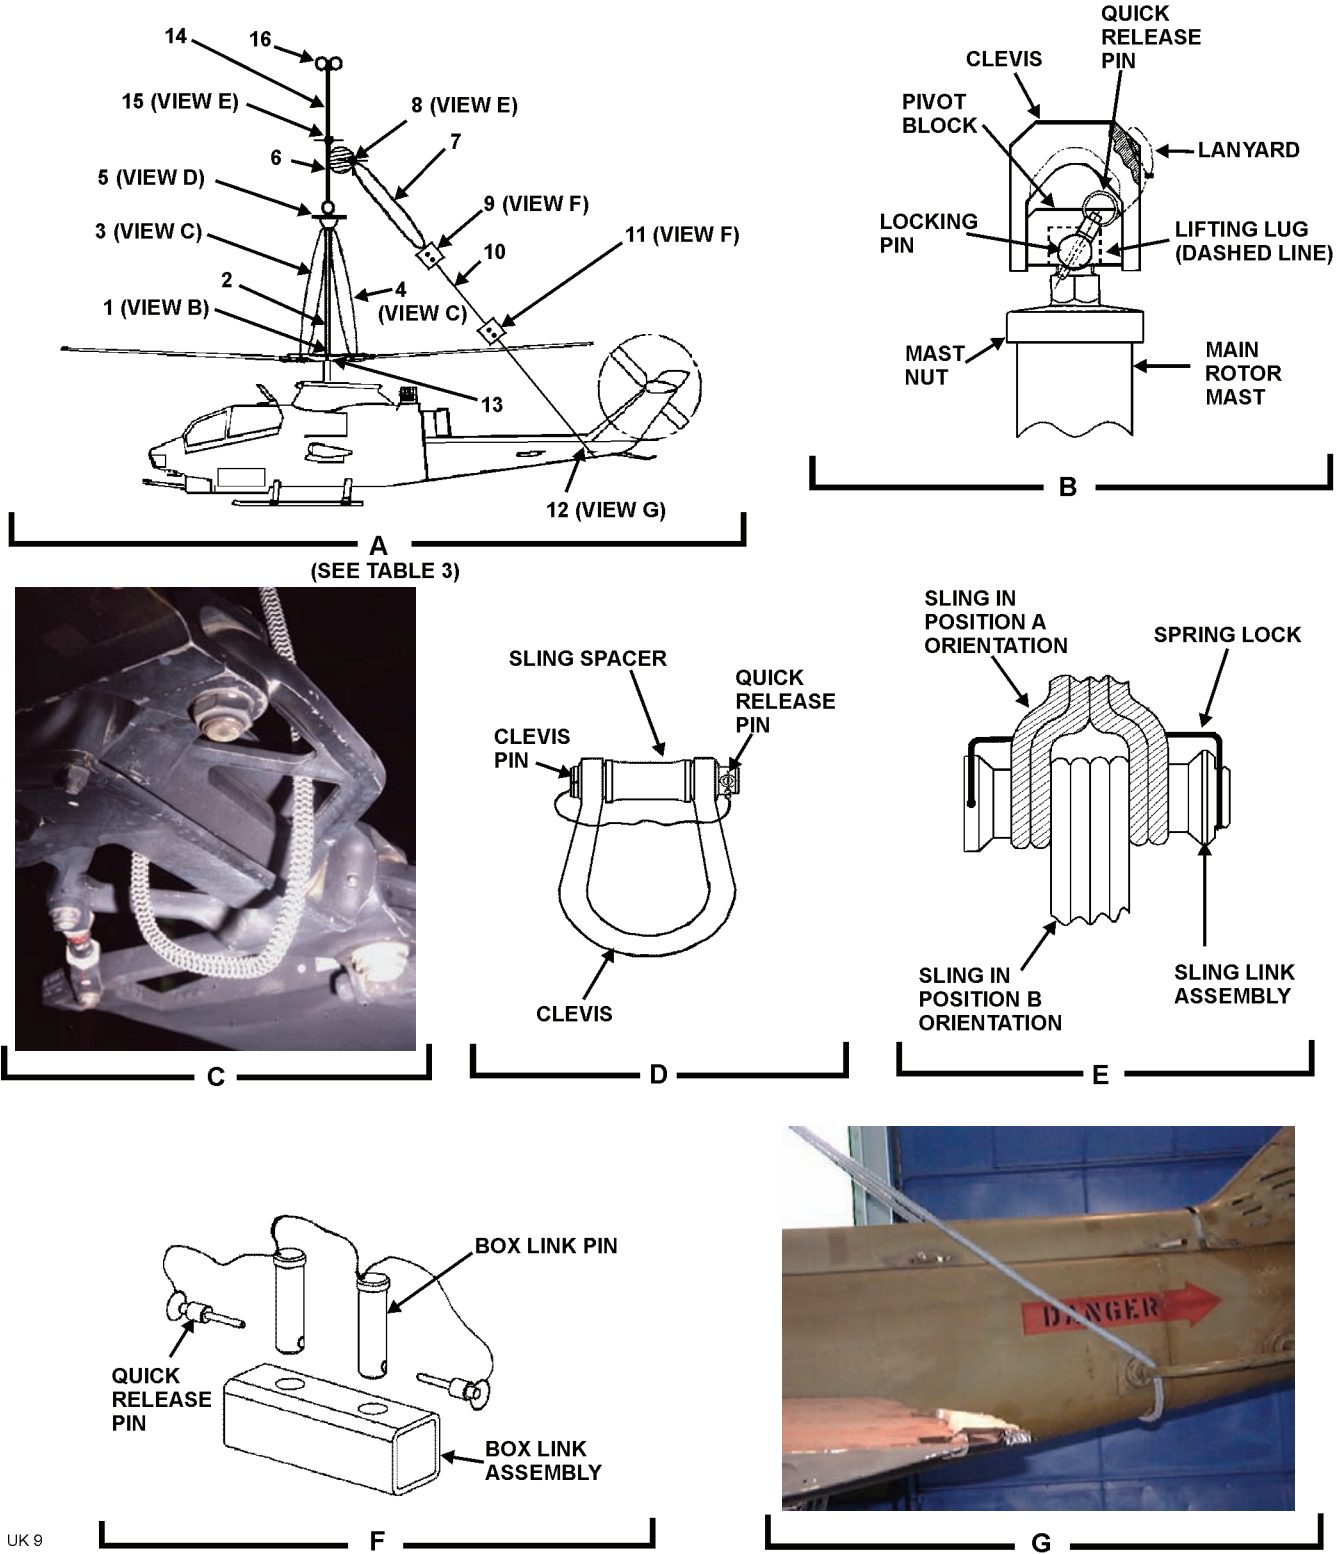 16
14
15 (VIEW E)
8 (VIEW E)
7
6
5 (VIEW D)
9 (VIEW F)
3 (VIEW C)
10
11 (VIEW F)
2
4
(VIEW C)
1 (VIEW B)
13
12 (VIEW G)
A
(SEE TABLE 3)
QUICK
RELEASE
PIN
CLEVIS
PIVOT
BLOCK
LANYARD
LOCKING
PIN
LIFTING LUG
(DASHED LINE)
MAST
NUT
MAIN
ROTOR
MAST
B
C
SLING SPACER
QUICK
RELEASE
PIN
CLEVIS
PIN
CLEVIS
D
SLING IN
POSITION A
ORIENTATION
SPRING LOCK
SLING IN
POSITION B
ORIENTATION
SLING LINK
ASSEMBLY
E
BOX LINK PIN
QUICK
RELEASE
PIN
BOX LINK
ASSEMBLY
F
DANGER
G
UK 9